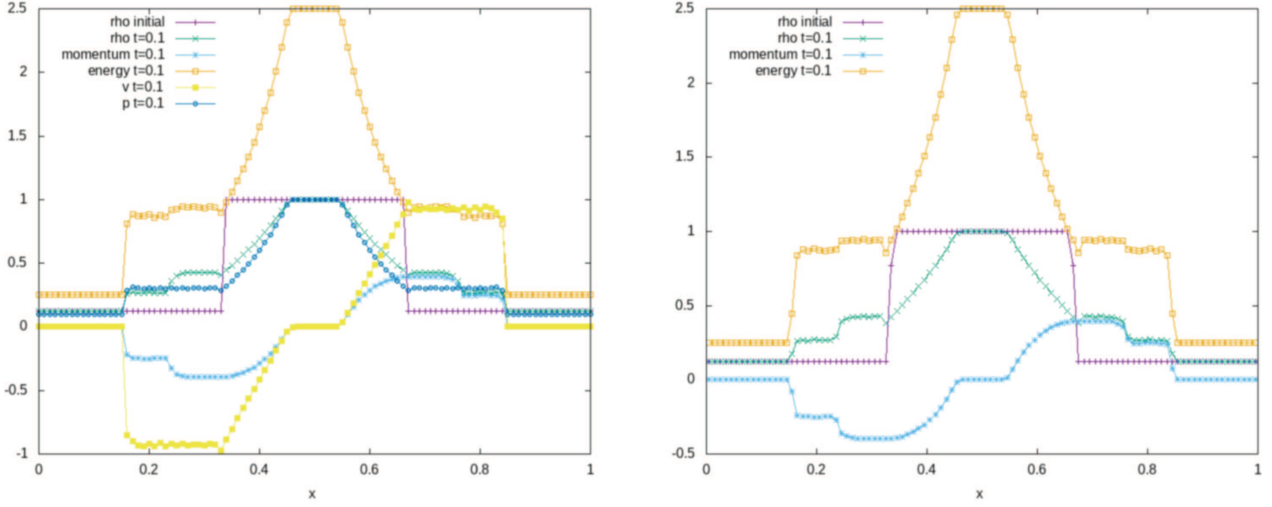 2.5
2
1.5
1
0.5
0
-0.5
-1
rho initial
rho t=0.1
momentum t=0.1
energy t=0.1
v t=0.1
p t=0.1
0 0.2 0.4 0.6 0.8 1
x
2.5
2
1.5
1
0.5
0
-0.5
rho initial
rho t=0.1
momentum t=0.1
energy t=0.1
0 0.2 0.4 0.6 0.8 1
x